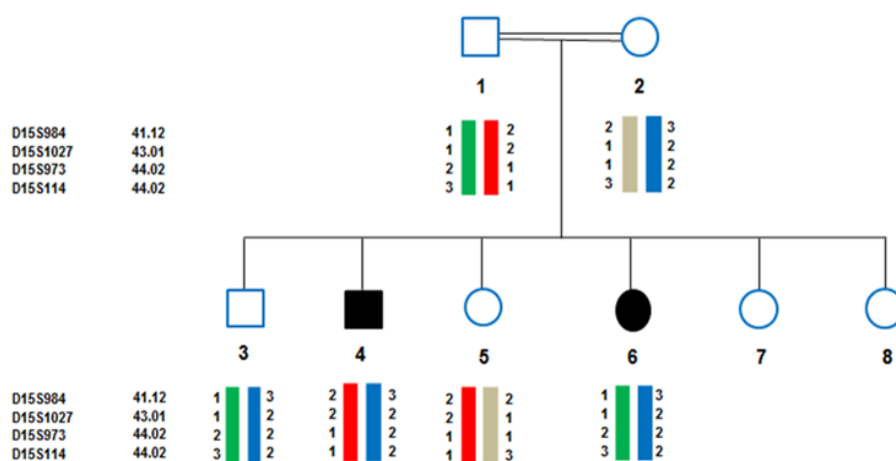 1 2
D15S984 41.12 1 2 2 3
D15S1027 43.01 1 2 1 2
D15S973 44.02 2 1 1 2
D15S114 44.02 3 1 3 2
3 4 5 6 7 8
D15S984 41.12 1 3 2 3 2 2 1 3
D15S1027 43.01 1 2 2 2 2 1 1 2
D15S973 44.02 2 2 1 2 1 1 2 2
D15S114 44.02 3 2 1 2 1 3 3 2